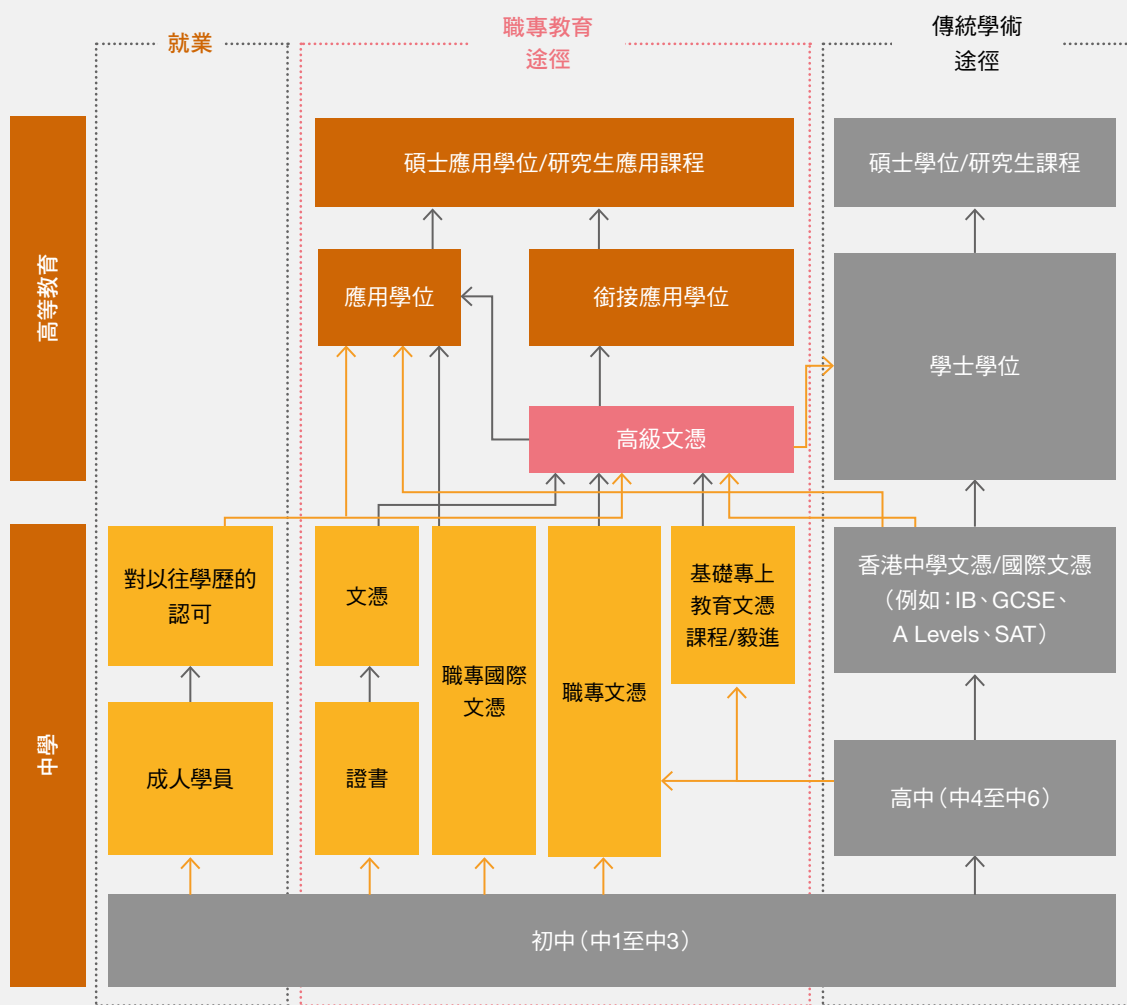 就業
職專教育
途徑
傳統學術
途徑
高等教育
碩士應用學位/研究生應用課程
碩士學位/研究生課程
應用學位
銜接應用學位
學士學位
高級文憑
中學
對以往學歷的
認可
文憑
職專國際
文憑
職專文憑
基礎專上
教育文憑
課程/毅進
香港中學文憑/國際文憑
（例如：IB、GCSE、
A Levels、SAT）
成人學員
證書
高中（中4至中6）
初中（中1至中3）